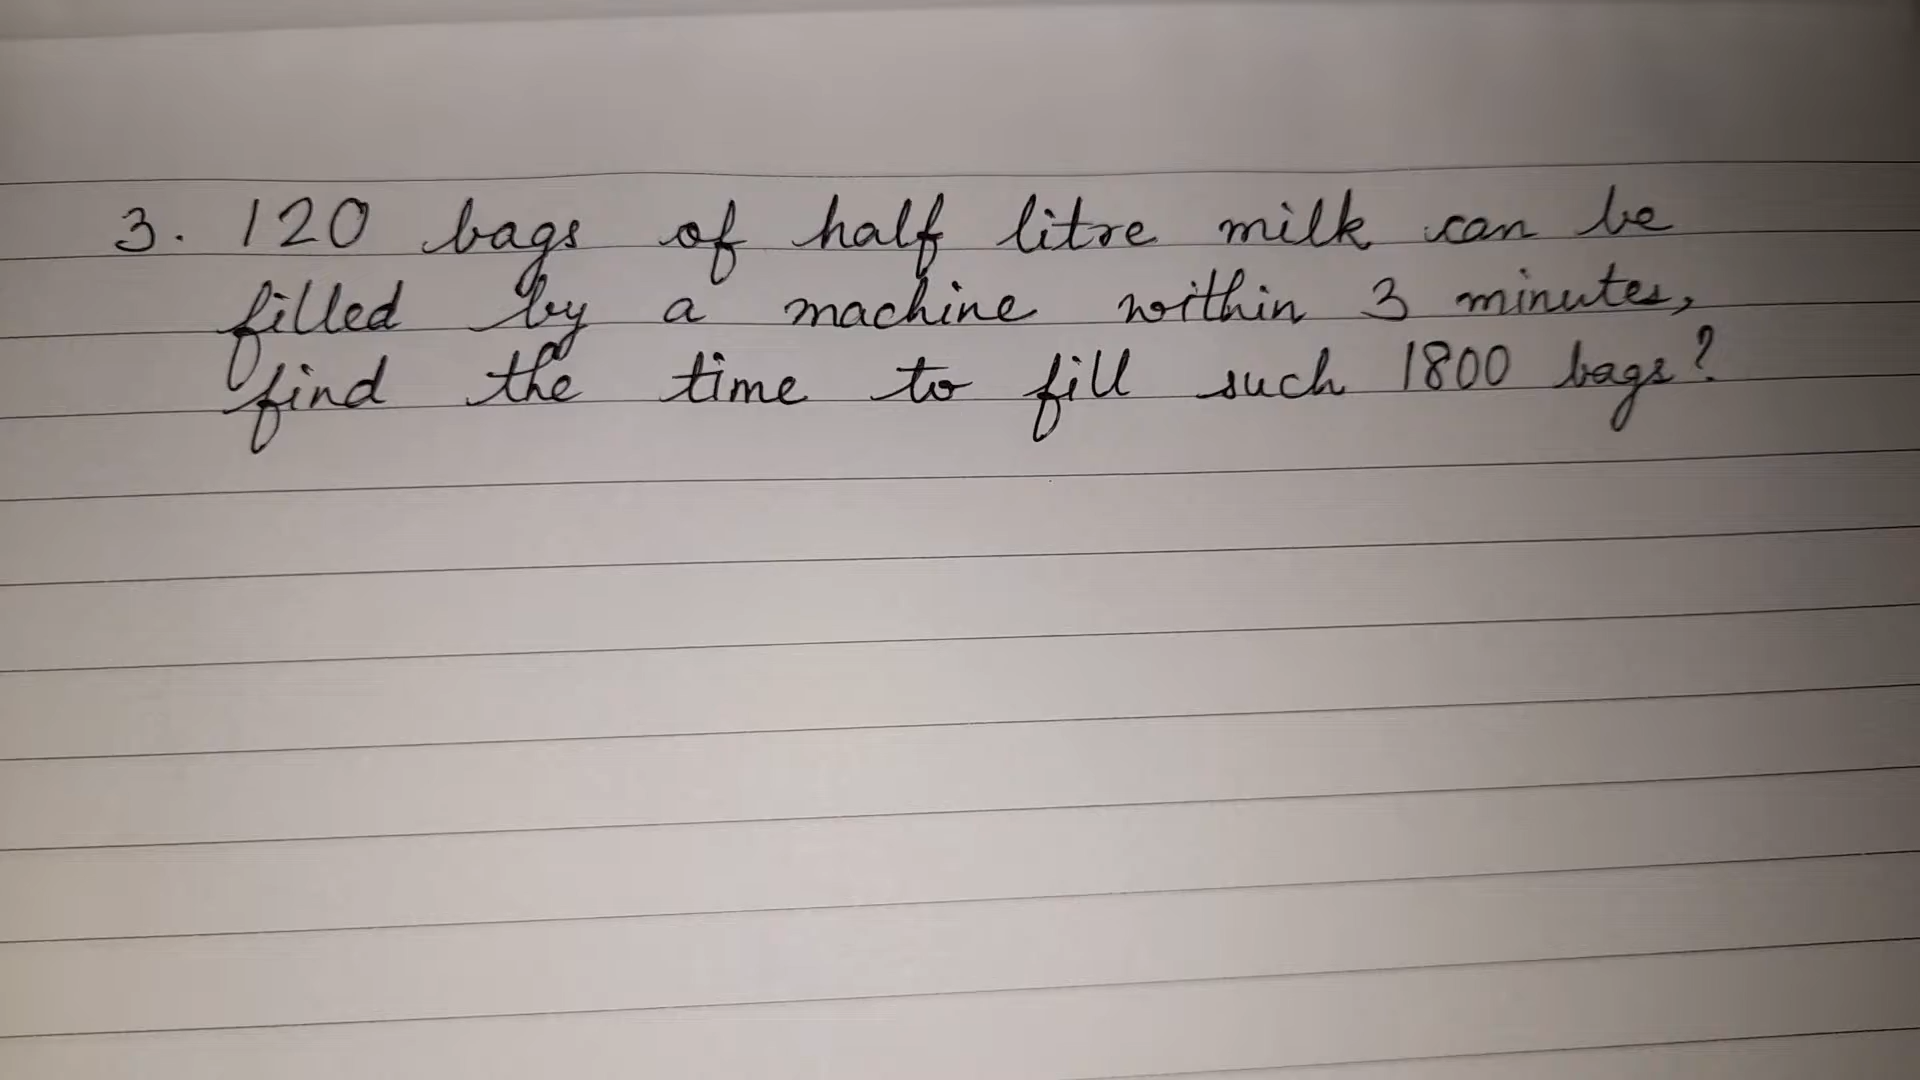 3. 120 bags of half litre milk can be
filled by a machine within 3 minutes,
find the time to fill such 1800 bags?